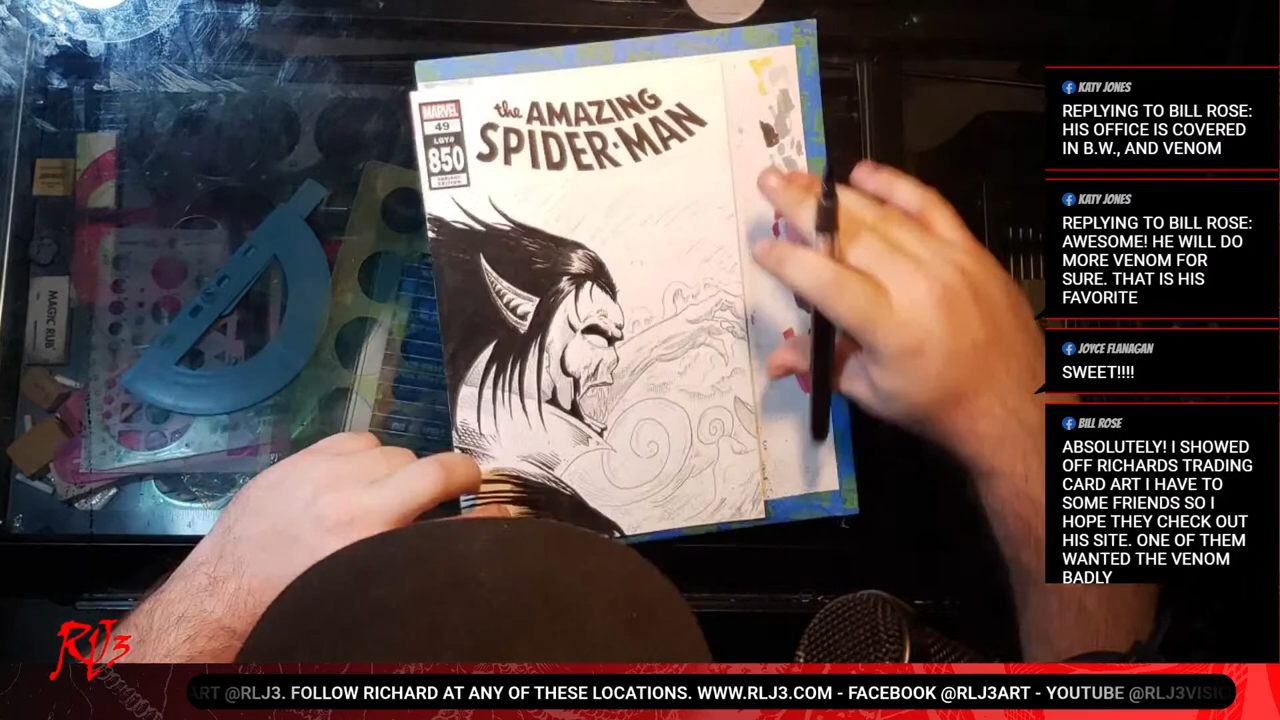 MARVEL
49
LGY#
850
VARIANT
EDITION
the AMAZING
SPIDER-MAN
MAGIC RUB
KATY JONES
REPLYING TO BILL ROSE:
HIS OFFICE IS COVERED
IN B.W., AND VENOM
KATY JONES
REPLYING TO BILL ROSE:
AWESOME! HE WILL DO
MORE VENOM FOR
SURE. THAT IS HIS
FAVORITE
JOYCE FLANAGAN
SWEET!!!!
BILL ROSE
ABSOLUTELY! I SHOWED
OFF RICHARDS TRADING
CARD ART I HAVE TO
SOME FRIENDS SO I
HOPE THEY CHECK OUT
HIS SITE. ONE OF THEM
WANTED THE VENOM
BADLY
RLJ3
ART @RLJ3. FOLLOW RICHARD AT ANY OF THESE LOCATIONS. WWW.RLJ3.COM - FACEBOOK @RLJ3ART - YOUTUBE @RLJ3VISIO